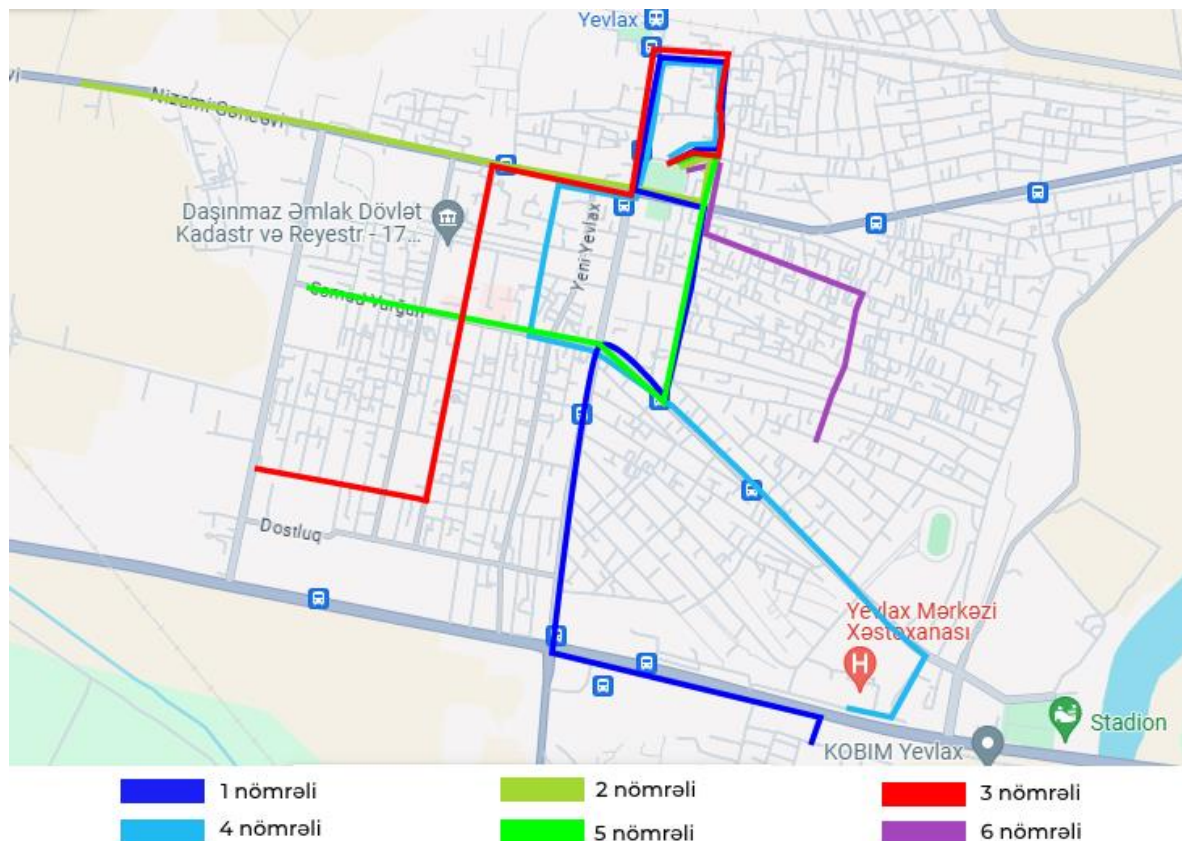 Yevlax
vi
Nizami Gəncəvi
Daşınmaz Əmlak Dövlət
Kadastr və Reyestr - 17...
Yeni Yevlax
Səməd Vurğun
Dostluq
Yevlax Mərkəzi
Xəstəxanası
H
Stadion
KOBIM Yevlax
1 nömrəli
2 nömrəli
3 nömrəli
4 nömrəli
5 nömrəli
6 nömrəli